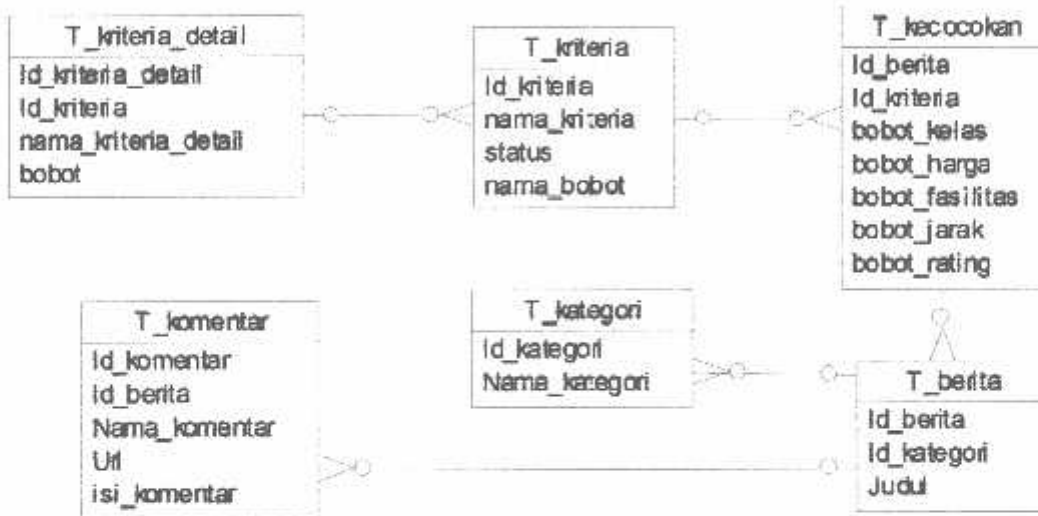 T_kriteria_detail
Id_kriteria_detail
Id_kriteria
nama_kriteria_detail
bobot
T_kriteria
Id_kriteria
nama_kriteria
status
nama_bobot
T_kecocokan
Id_berita
Id_kriteria
bobot_kelas
bobot_harga
bobot_fasilitas
bobot_jarak
bobot_rating
T_komentar
Id_komentar
Id_berita
Nama_komentar
Url
isi_komentar
T_kategori
Id_kategori
Nama_kategori
T_berita
Id_berita
Id_kategori
Judul